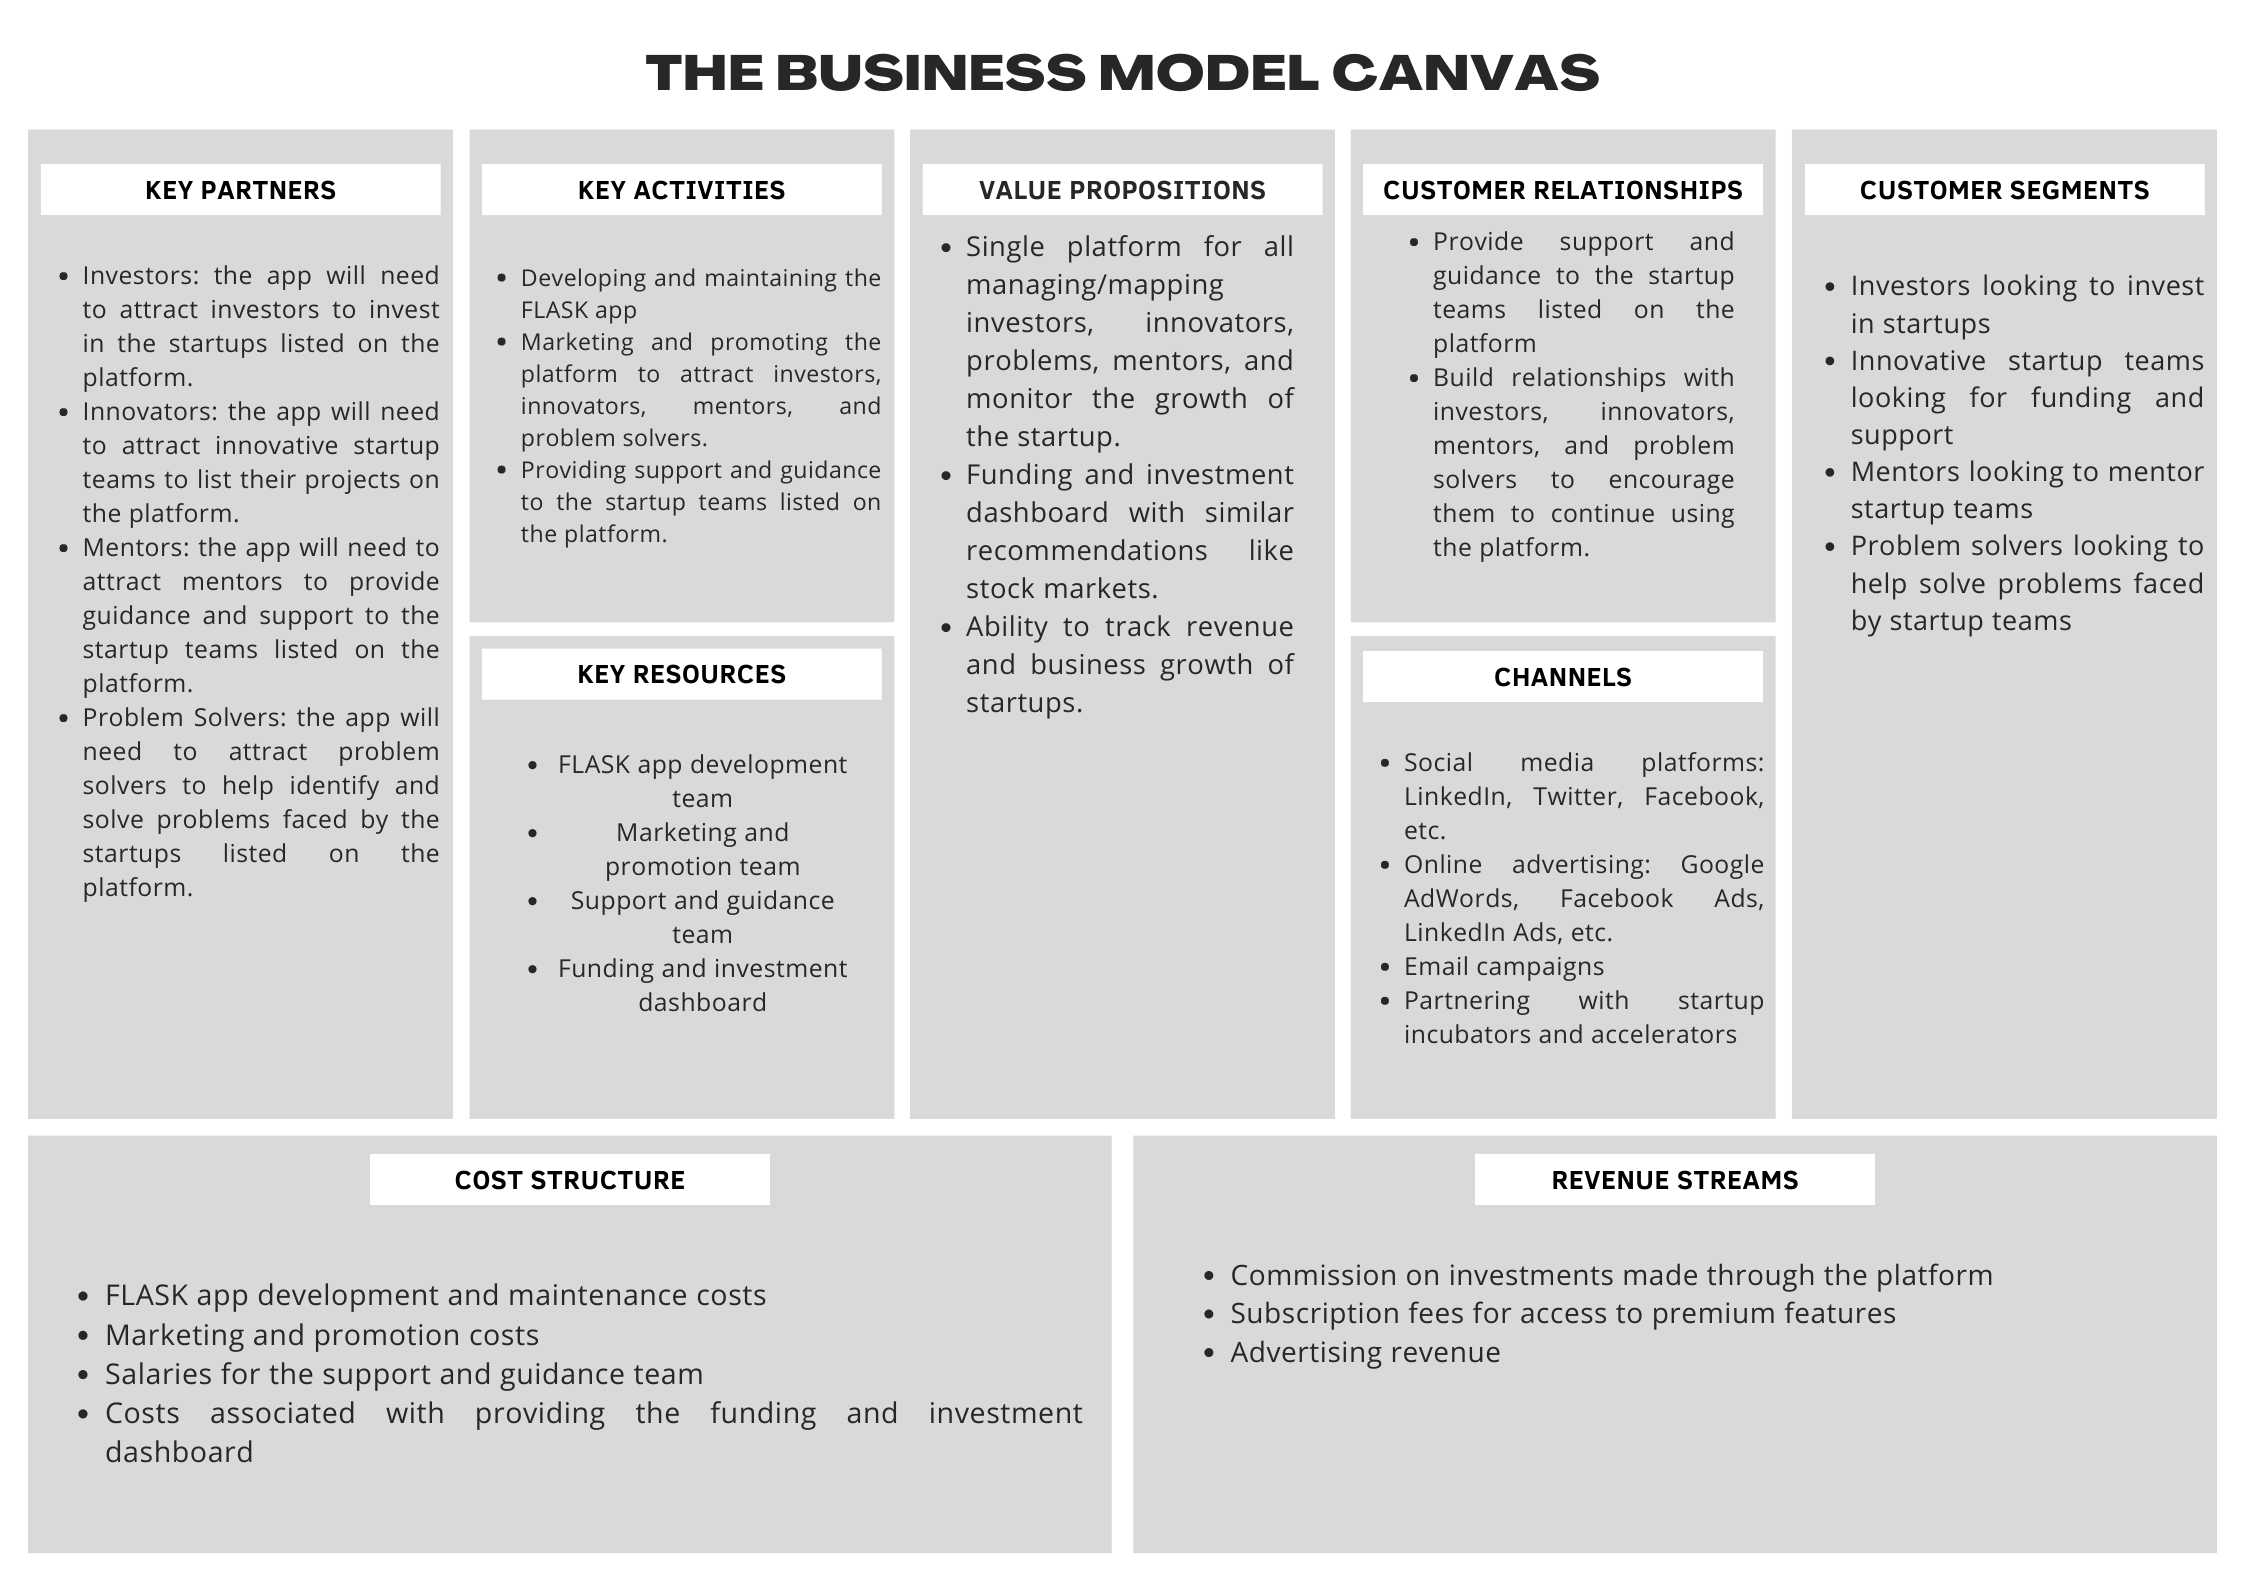 THE BUSINESS MODEL CANVAS
KEY PARTNERS
• Investors: the app will need
to attract investors to invest
in the startups listed on the
platform.
• Innovators: the app will need
to attract innovative startup
teams to list their projects on
the platform.
• Mentors: the app will need to
attract mentors to provide
guidance and support to the
startup teams listed on the
platform.
• Problem Solvers: the app will
need to attract problem
solvers to help identify and
solve problems faced by the
startups listed on the
platform.
KEY ACTIVITIES
• Developing and maintaining the
FLASK app
• Marketing and promoting the
platform to attract investors,
innovators, mentors, and
problem solvers.
• Providing support and guidance
to the startup teams listed on
the platform.
KEY RESOURCES
• FLASK app development
team
• Marketing and
promotion team
• Support and guidance
team
• Funding and investment
dashboard
VALUE PROPOSITIONS
• Single platform for all
managing/mapping
investors, innovators,
problems, mentors, and
monitor the growth of
the startup.
• Funding and investment
dashboard with similar
recommendations like
stock markets.
• Ability to track revenue
and business growth of
startups.
CUSTOMER RELATIONSHIPS
• Provide support and
guidance to the startup
teams listed on the
platform
• Build relationships with
investors, innovators,
mentors, and problem
solvers to encourage
them to continue using
the platform.
CHANNELS
• Social media platforms:
LinkedIn, Twitter, Facebook,
etc.
• Online advertising: Google
AdWords, Facebook Ads,
LinkedIn Ads, etc.
• Email campaigns
• Partnering with startup
incubators and accelerators
CUSTOMER SEGMENTS
• Investors looking to invest
in startups
• Innovative startup teams
looking for funding and
support
• Mentors looking to mentor
startup teams
• Problem solvers looking to
help solve problems faced
by startup teams
COST STRUCTURE
• FLASK app development and maintenance costs
• Marketing and promotion costs
• Salaries for the support and guidance team
• Costs associated with providing the funding and investment
dashboard
REVENUE STREAMS
• Commission on investments made through the platform
• Subscription fees for access to premium features
• Advertising revenue